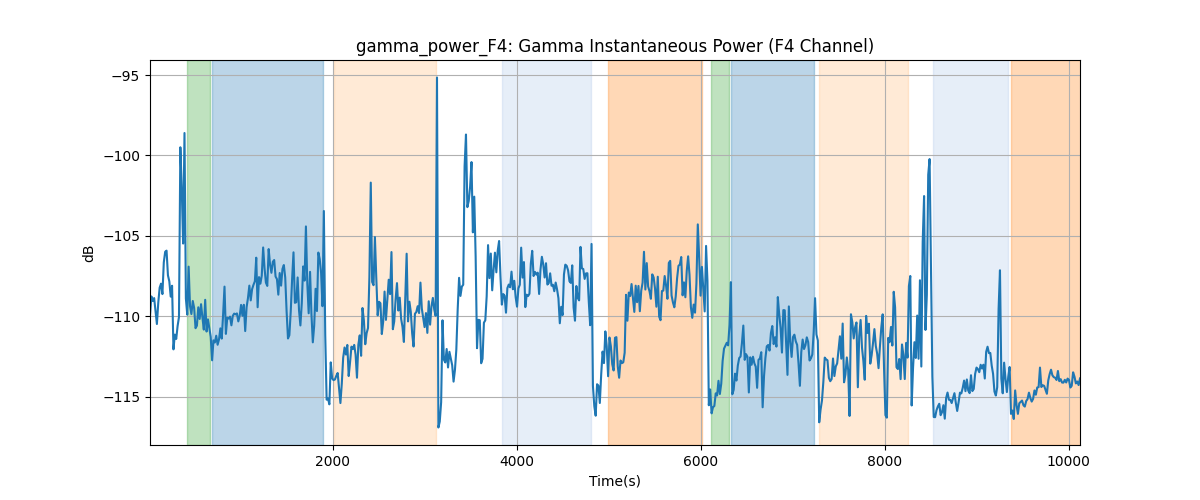 gamma_power_F4: Gamma Instantaneous Power (F4 Channel)
−95
−100
−105
−110
−115
dB
2000 4000 6000 8000 10000
Time(s)